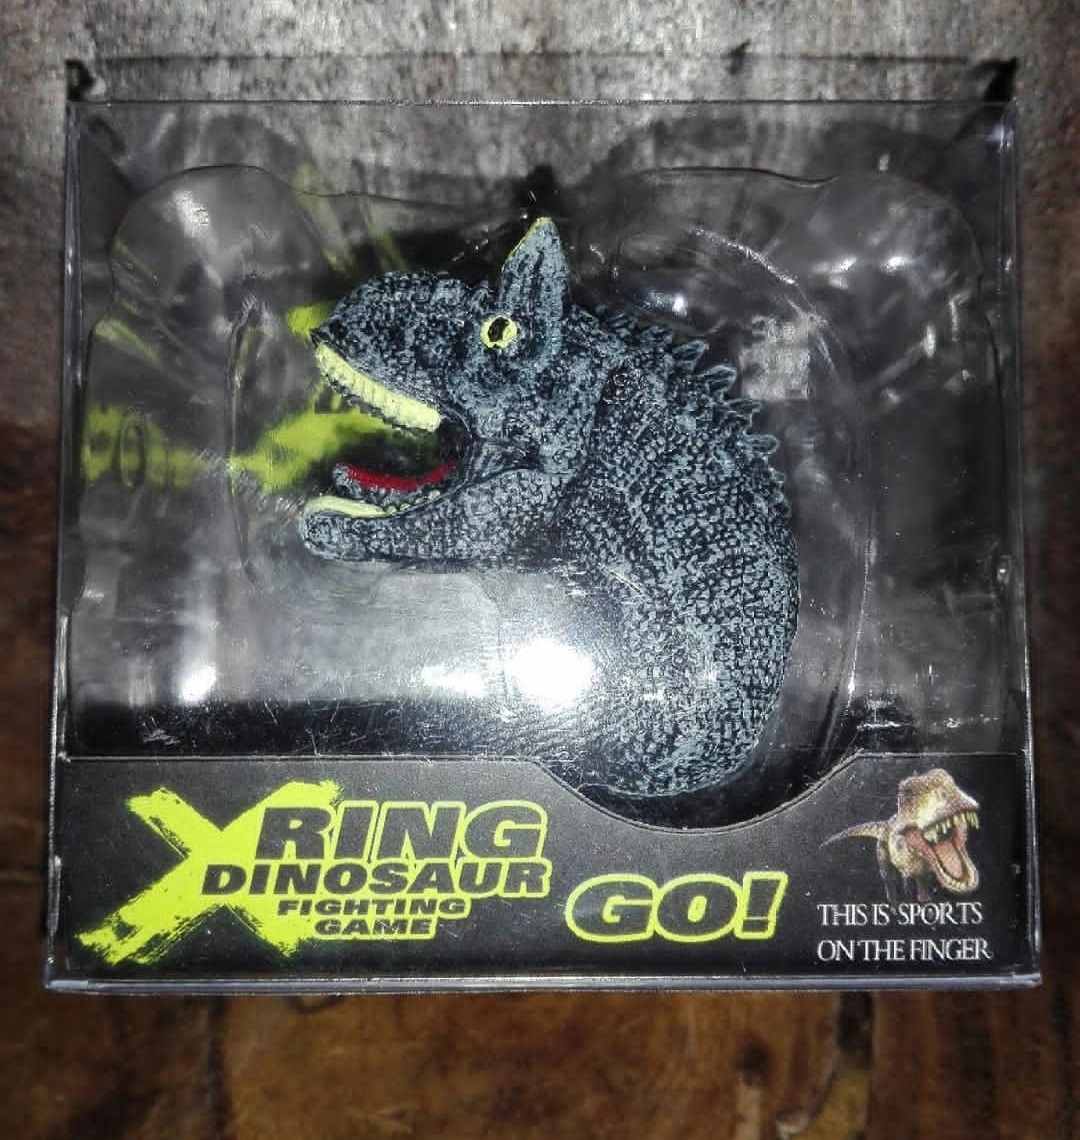 X RING
DINOSAUR
FIGHTING
GAME
GO!
THIS IS SPORTS
ON THE FINGER